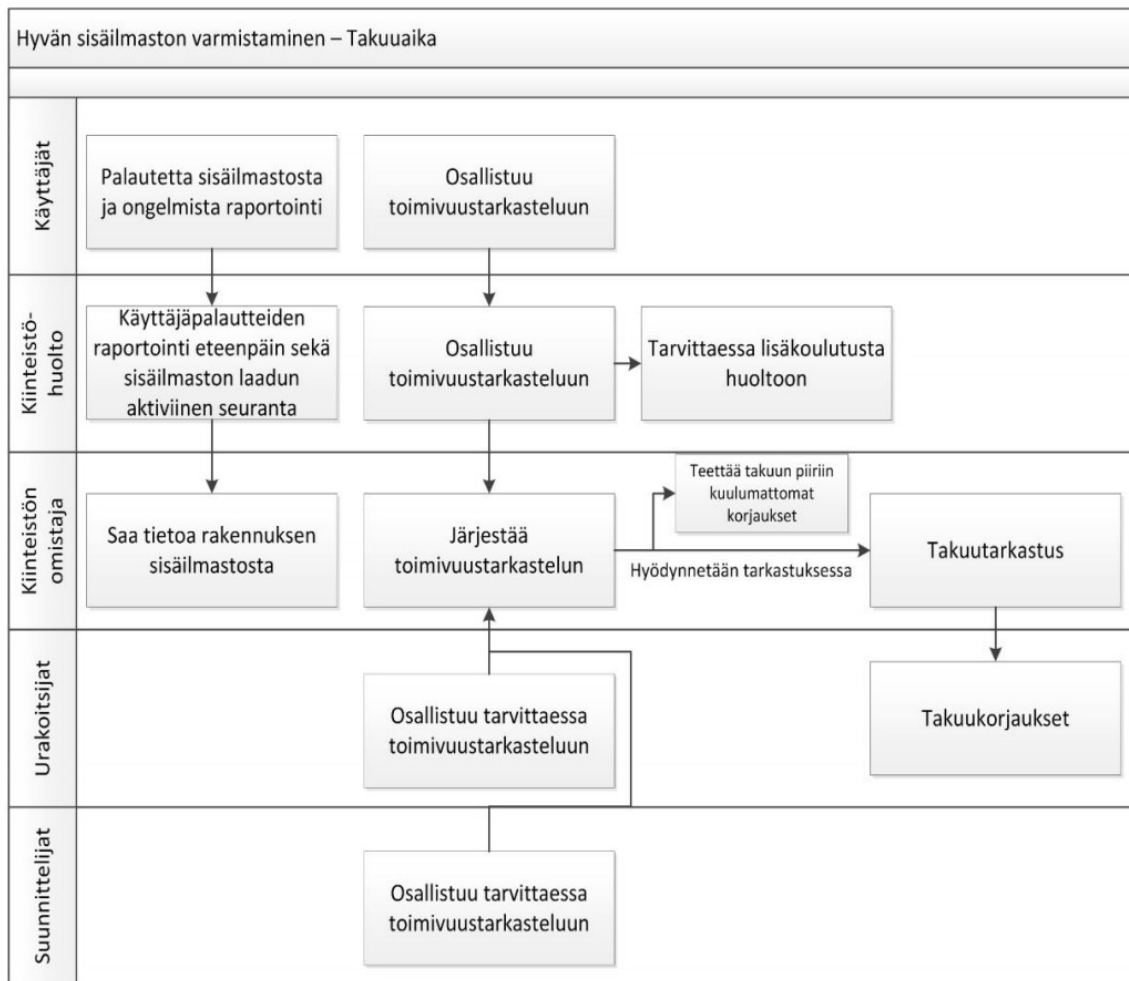 Hyvän sisäilmaston varmistaminen – Takuuaika
Käyttäjät
Palautetta sisäilmastosta
ja ongelmista raportointi
Osallistuu
toimivuustarkasteluun
Kiinteistö-
huolto
Käyttäjäpalautteiden
raportointi eteenpäin sekä
sisäilmaston laadun
aktiivinen seuranta
Osallistuu
toimivuustarkasteluun
Tarvittaessa lisäkoulutusta
huoltoon
Kiinteistön
omistaja
Saa tietoa rakennuksen
sisäilmastosta
Järjestää
toimivuustarkastelun
Teettää takuun piiriin
kuulumattomat
korjaukset
Hyödynnetään tarkastuksessa
Takuutarkastus
Urakoitsijat
Osallistuu tarvittaessa
toimivuustarkasteluun
Takuukorjaukset
Suunnittelijat
Osallistuu tarvittaessa
toimivuustarkasteluun